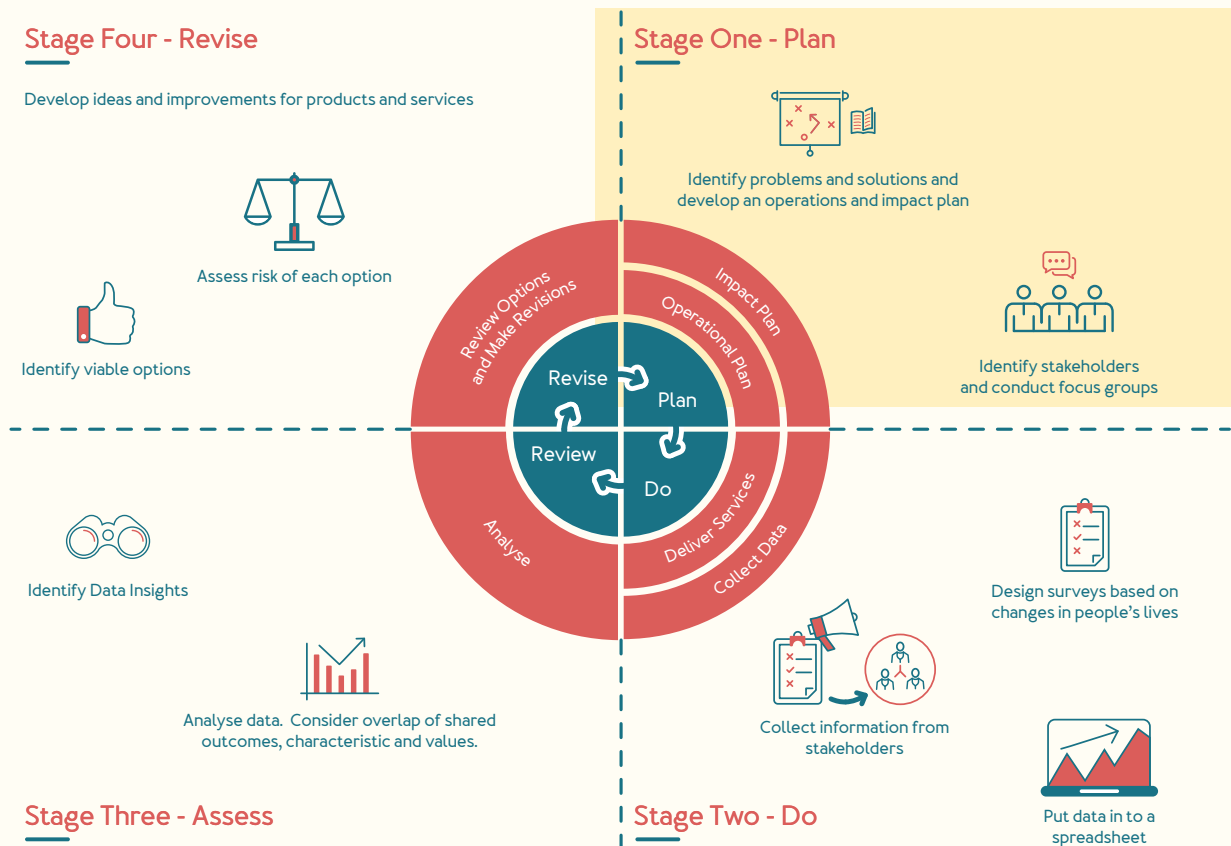 Stage Four - Revise
Develop ideas and improvements for products and services
Assess risk of each option
Identify viable options
Stage One - Plan
Identify problems and solutions and
develop an operations and impact plan
Identify stakeholders
and conduct focus groups
Review Options
and Make Revisions
Impact Plan
Operational Plan
Revise
Plan
Review
Do
Analyse
Deliver Services
Collect Data
Identify Data Insights
Analyse data.  Consider overlap of shared
outcomes, characteristic and values.
Stage Three - Assess
Design surveys based on
changes in people’s lives
Collect information from
stakeholders
Put data in to a
spreadsheet
Stage Two - Do